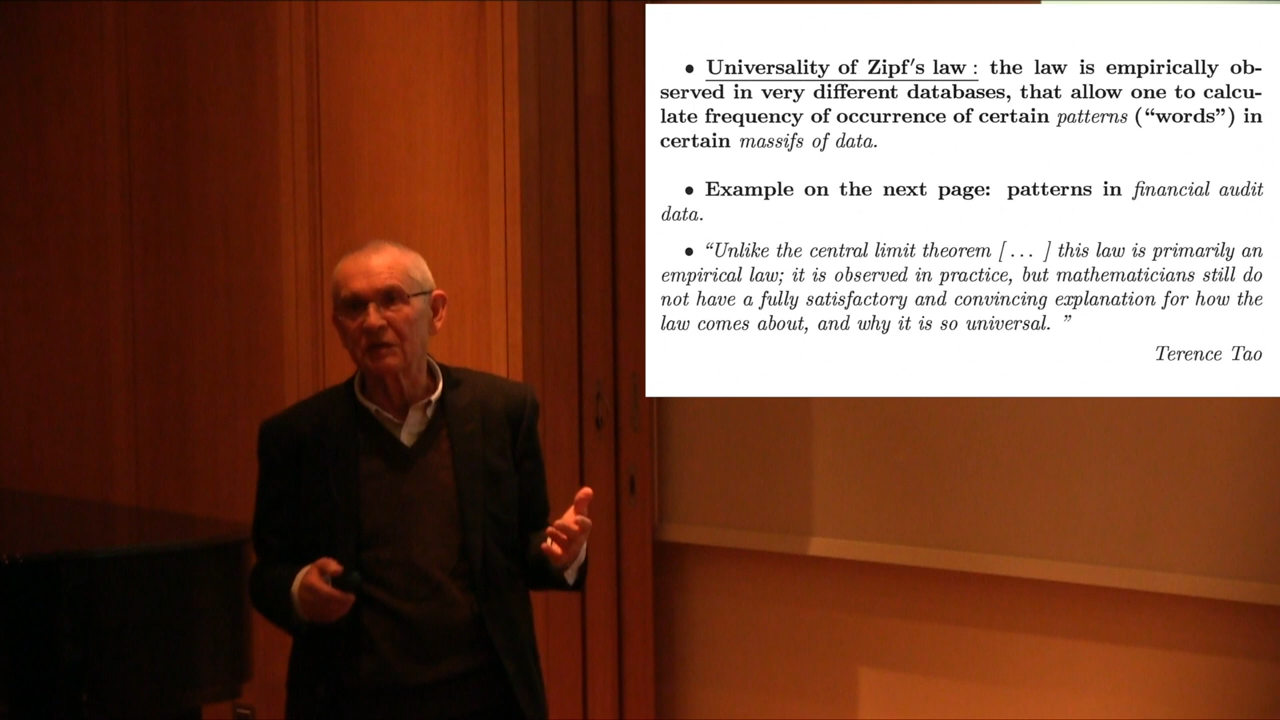 • Universality of Zipf's law : the law is empirically ob-
served in very different databases, that allow one to calcu-
late frequency of occurrence of certain patterns (“words”) in
certain massifs of data.
• Example on the next page: patterns in financial audit
data.
• “Unlike the central limit theorem [ ... ] this law is primarily an
empirical law; it is observed in practice, but mathematicians still do
not have a fully satisfactory and convincing explanation for how the
law comes about, and why it is so universal. ”
Terence Tao